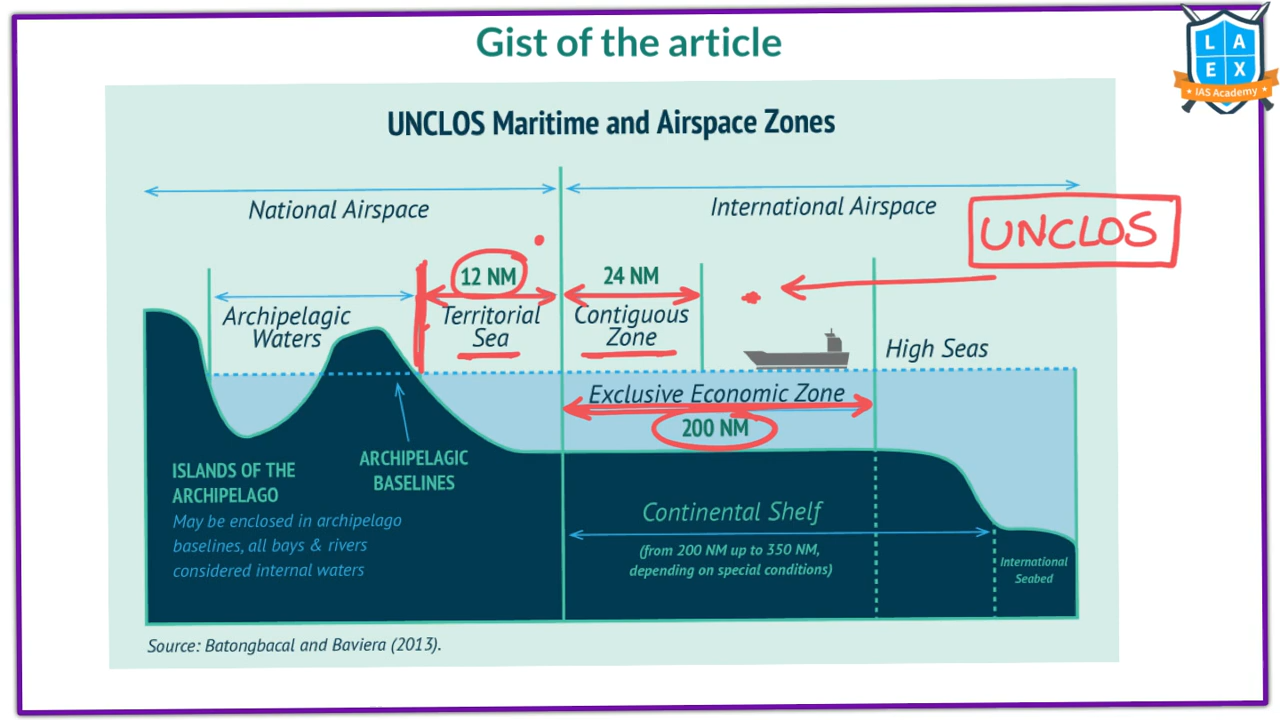 Gist of the article
L A
E X
IAS Academy
UNCLOS Maritime and Airspace Zones
National Airspace
International Airspace
UNCLOS
12 NM
24 NM
Archipelagic
Waters
Territorial
Sea
Contiguous
Zone
High Seas
Exclusive Economic Zone
200 NM
ISLANDS OF THE
ARCHIPELAGO
May be enclosed in archipelago
baselines, all bays & rivers
considered internal waters
ARCHIPELAGIC
BASELINES
Continental Shelf
(from 200 NM up to 350 NM,
depending on special conditions)
International
Seabed
Source: Batongbacal and Baviera (2013).